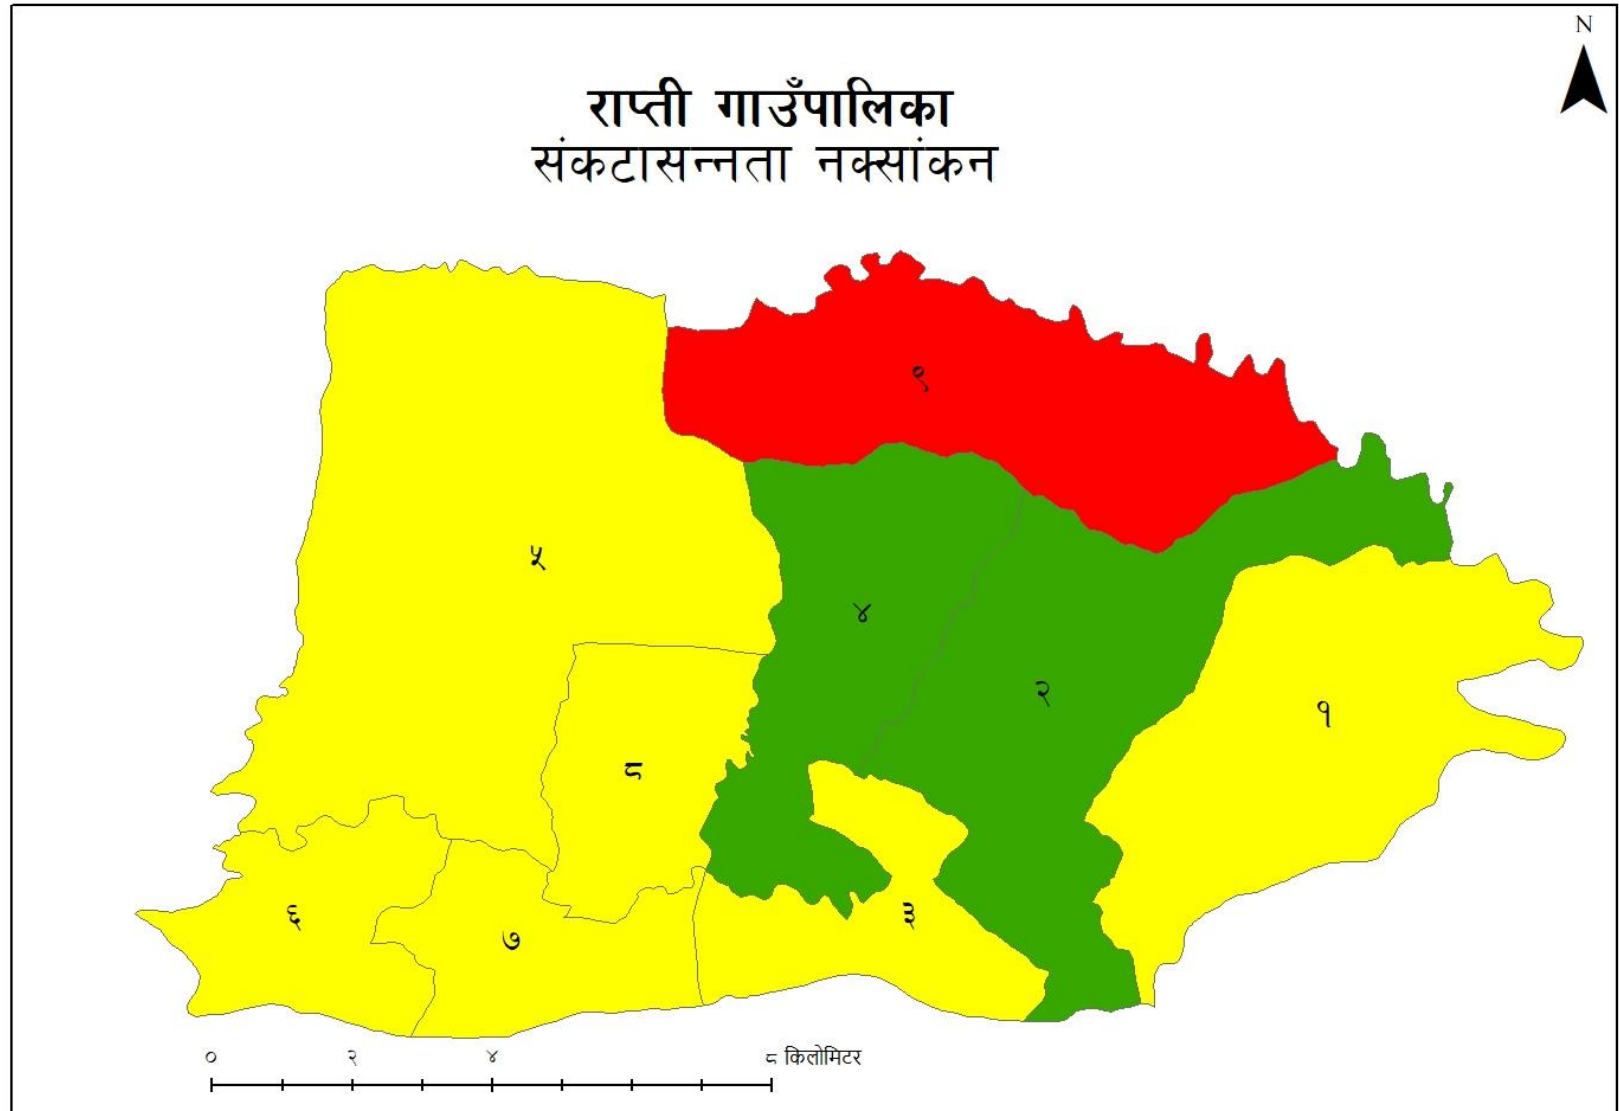 N
राप्ती गाउँपालिका
संकटासन्नता नक्सांकन
९
५
४
२
१
८
६
७
३
० २ ४ ८ किलोमिटर